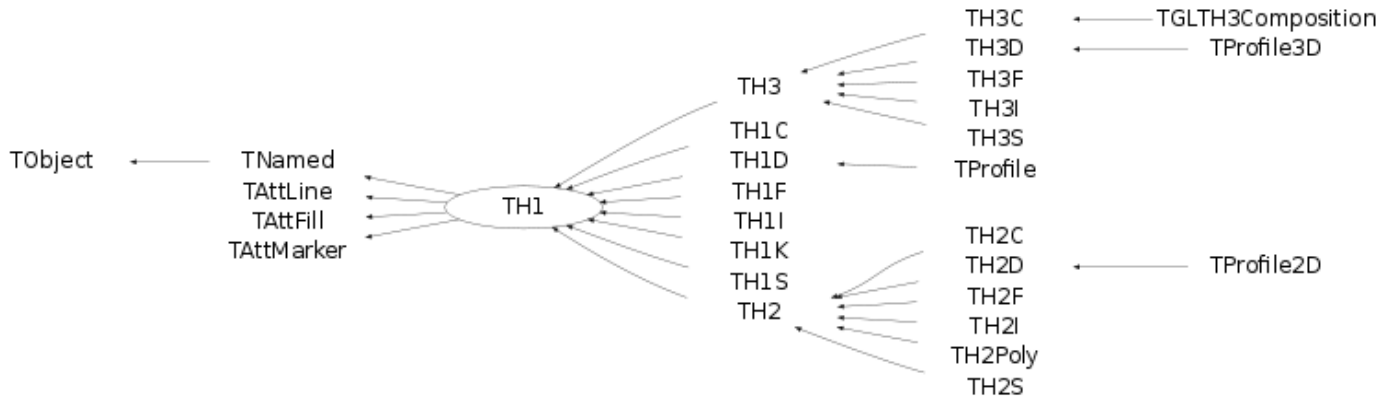 TObject
TNamed
TAttLine
TAttFill
TAttMarker
TH1
TH3
TH1C
TH1D
TH1F
TH1I
TH1K
TH1S
TH2
TH3C
TH3D
TH3F
TH3I
TH3S
TProfile
TH2C
TH2D
TH2F
TH2I
TH2Poly
TH2S
TGLTH3Composition
TProfile3D
TProfile2D